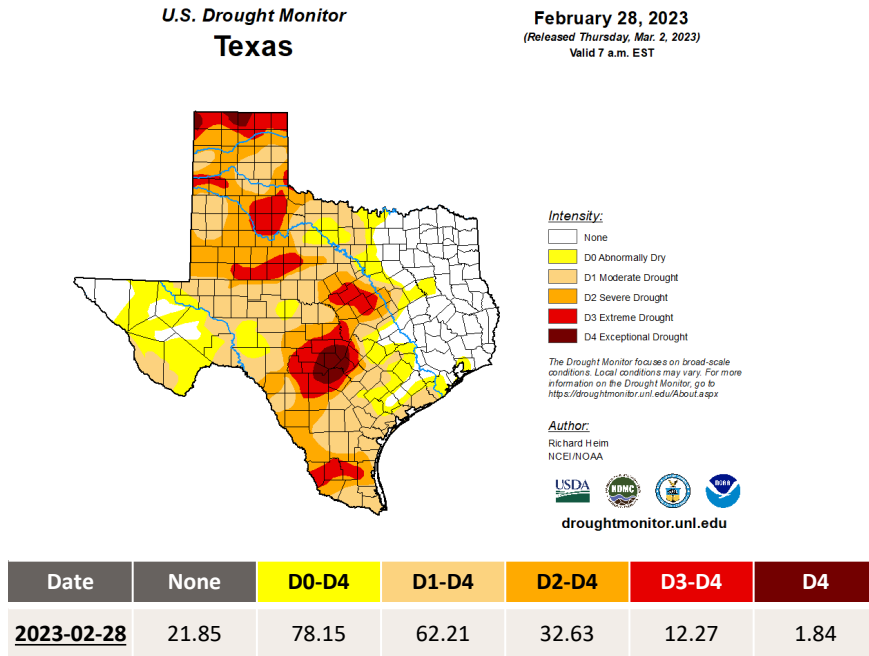 U.S. Drought Monitor
Texas
February 28, 2023
(Released Thursday, Mar. 2, 2023)
Valid 7 a.m. EST
Intensity:
None
D0 Abnormally Dry
D1 Moderate Drought
D2 Severe Drought
D3 Extreme Drought
D4 Exceptional Drought
The Drought Monitor focuses on broad-scale
conditions. Local conditions may vary. For more
information on the Drought Monitor, go to
https://droughtmonitor.unl.edu/About.aspx
Author:
Richard Heim
NCEI/NOAA
USDA
NDMC
NOAA
droughtmonitor.unl.edu
Date None D0-D4 D1-D4 D2-D4 D3-D4 D4
2023-02-28 21.85 78.15 62.21 32.63 12.27 1.84